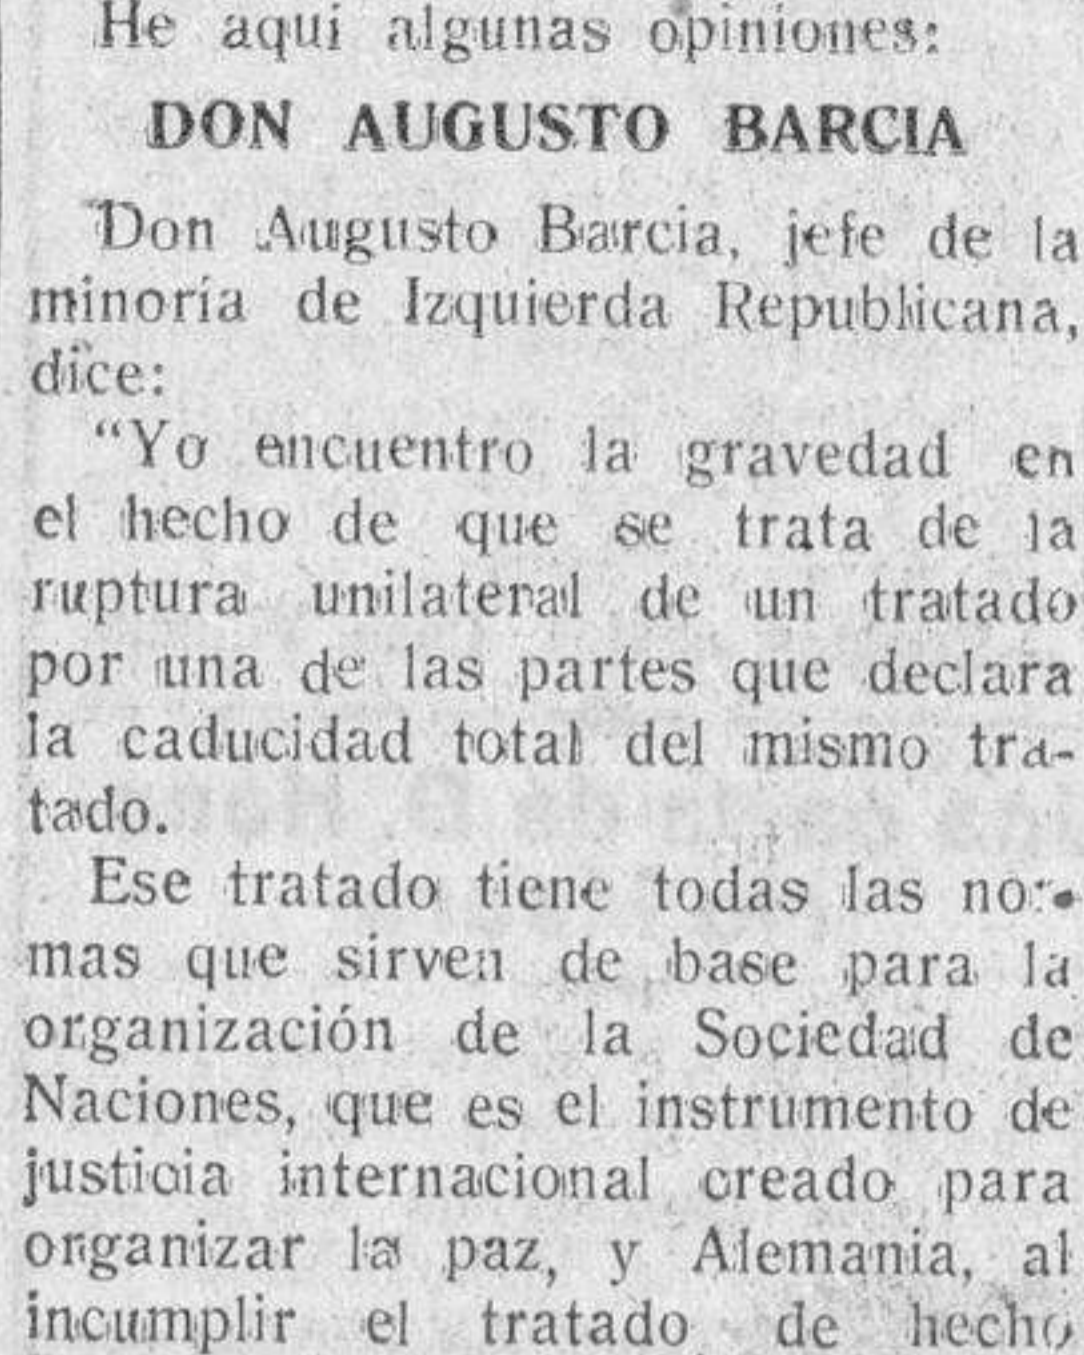 He aquí algunas opiniones:
DON AUGUSTO BARCIA
Don Augusto Barcia, jefe de la
minoría de Izquierda Republicana,
dice:
“Yo encuentro la gravedad en
el hecho de que se trata de la
ruptura unilateral de un tratado
por una de las partes que declara
la caducidad total del mismo tra-
tado.
Ese tratado tiene todas las nor-
mas que sirven de base para la
organización de la Sociedad de
Naciones, que es el instrumento de
justicia internacional creado para
organizar la paz, y Alemania, al
incumplir el tratado de hecho